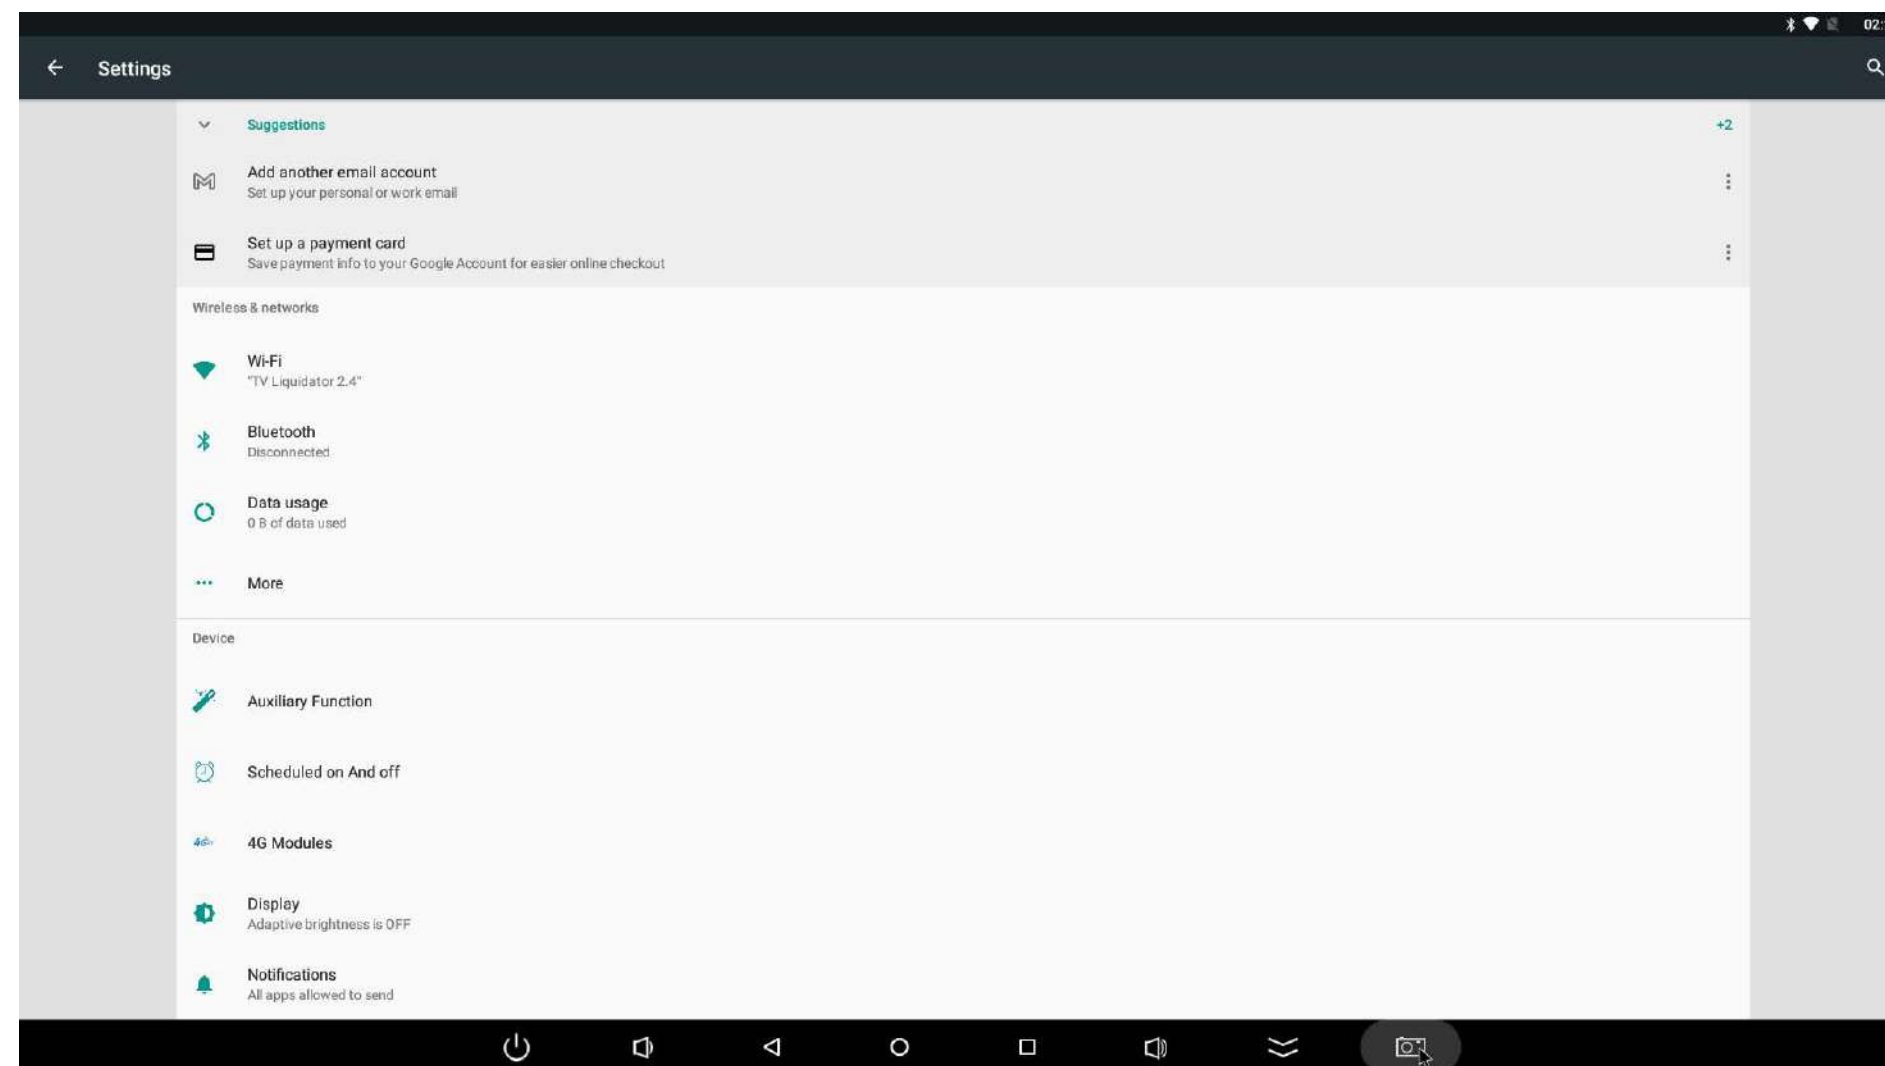 02:
Settings
Suggestions
+2
Add another email account
Set up your personal or work email
Set up a payment card
Save payment info to your Google Account for easier online checkout
Wireless & networks
Wi-Fi
"TV Liquidator 2.4"
Bluetooth
Disconnected
Data usage
0 B of data used
More
Device
Auxiliary Function
Scheduled on And off
4G Modules
Display
Adaptive brightness is OFF
Notifications
All apps allowed to send